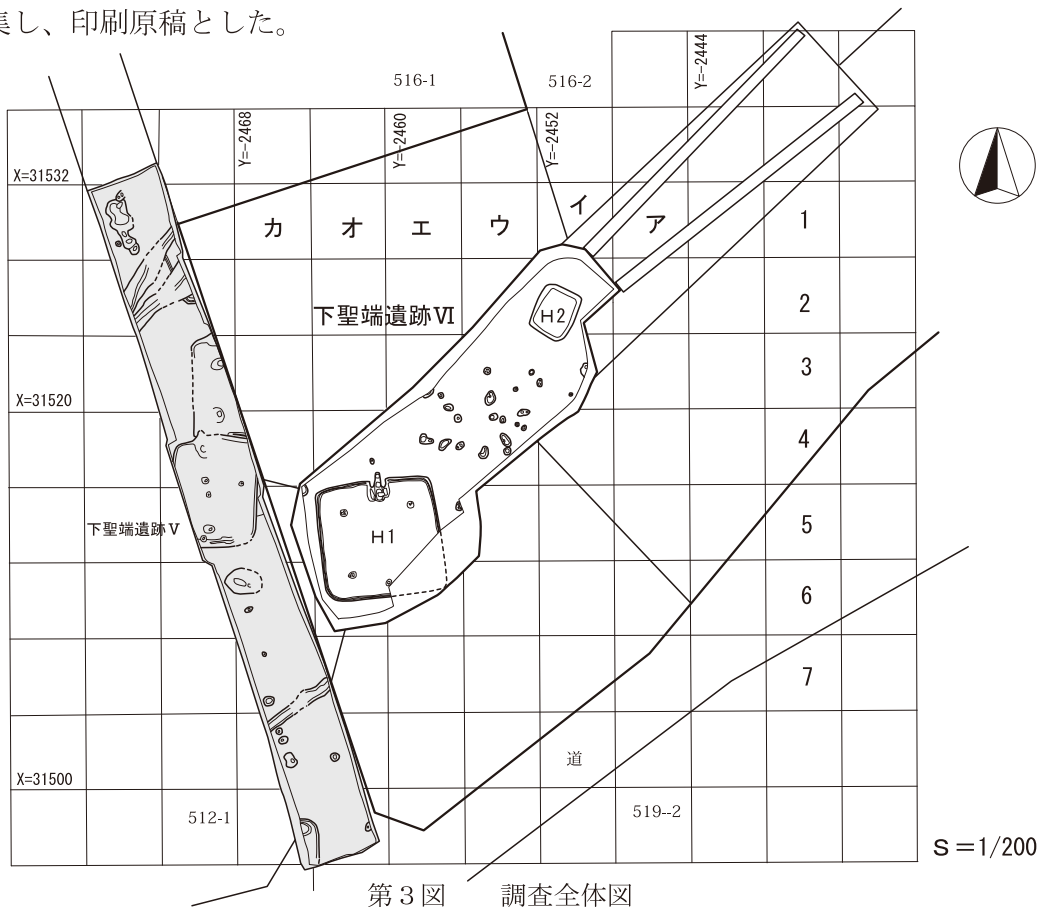 集し、印刷原稿とした。
516-1
516-2
Y=-2444
Y=-2468
Y=-2460
Y=-2452
X=31532
カ オ エ ウ イ ア 1
2
下聖端遺跡Ⅵ
H2
3
X=31520
4
下聖端遺跡Ⅴ
H1
5
6
7
道
X=31500
512-1
519--2
S=1/200
第3図 調査全体図